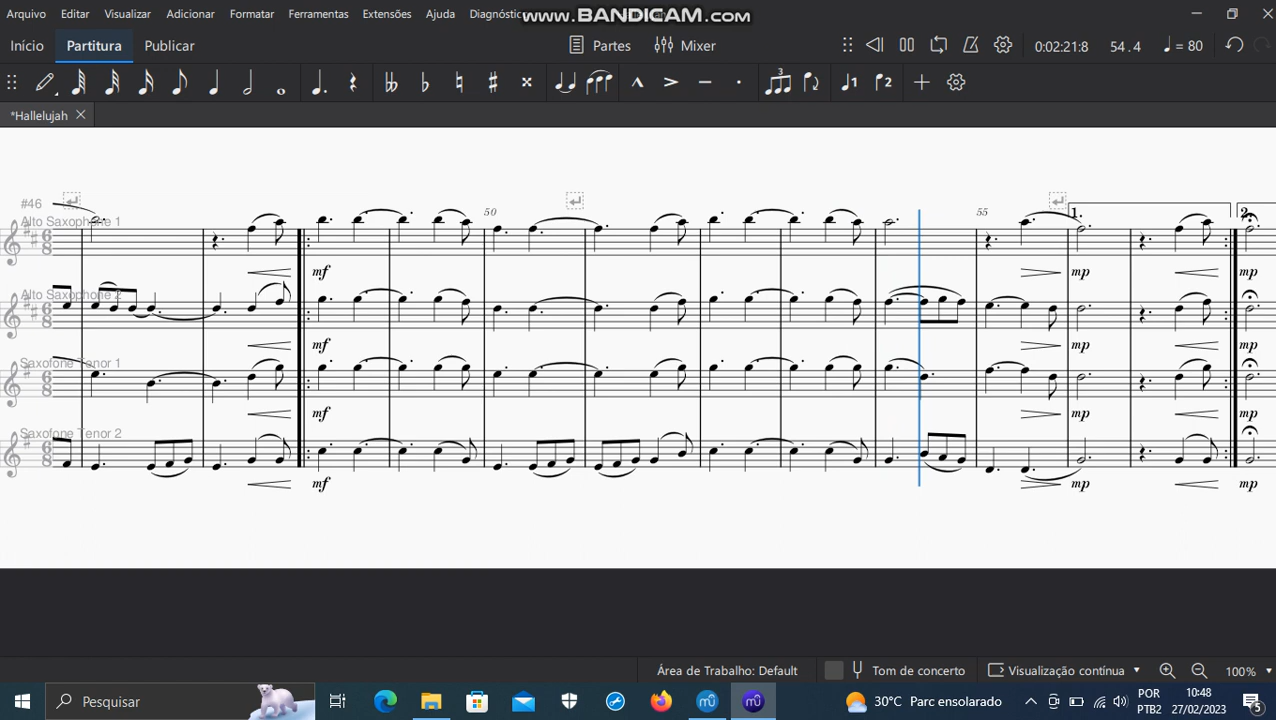 Arquivo Editar Visualizar Adicionar Formatar Ferramentas Extensões Ajuda Diagnóstic
www.BANDICAM.com
Início Partitura Publicar Partes Mixer 0:02:21:8 54 . 4 = 80
*Hallelujah
#46
Alto Saxophone 1
50
55
1.
2.
mf
mp
mp
Alto Saxophone 2
mf
mp
mp
Saxofone Tenor 1
mf
mp
mp
Saxofone Tenor 2
mf
mp
mp
Área de Trabalho: Default Tom de concerto Visualização contínua 100%
Pesquisar
30°C Parc ensolarado
POR
PTB2
10:48
27/02/2023
5